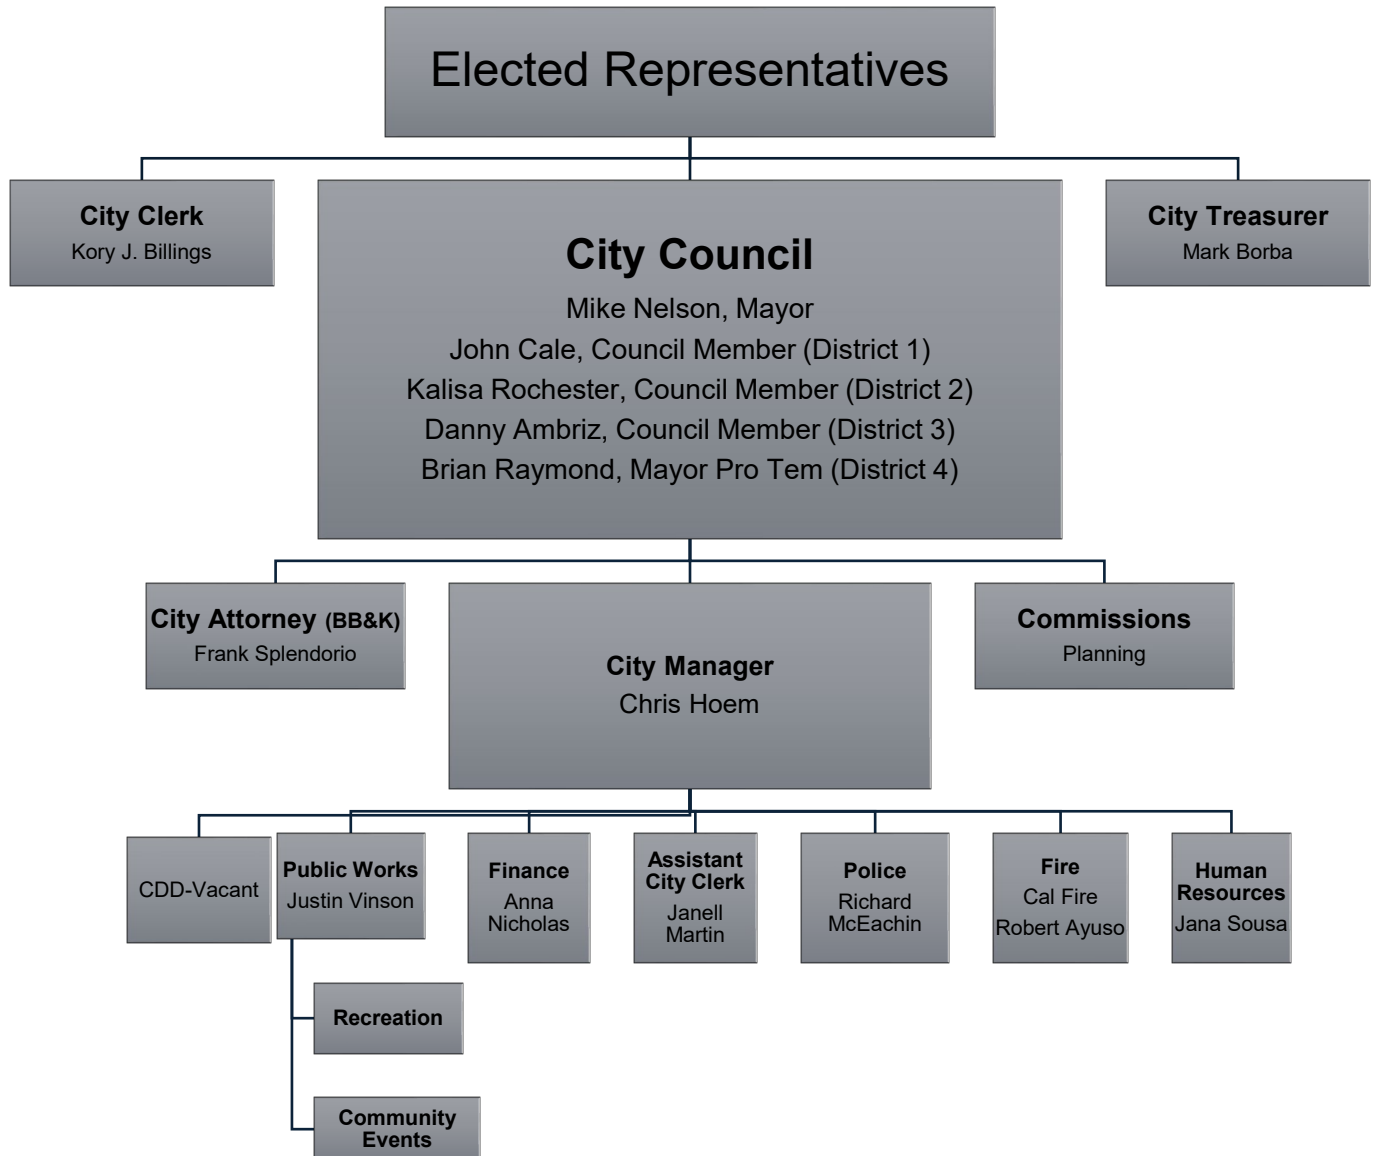 Elected Representatives
City Clerk
Kory J. Billings
City Council
Mike Nelson, Mayor
John Cale, Council Member (District 1)
Kalisa Rochester, Council Member (District 2)
Danny Ambriz, Council Member (District 3)
Brian Raymond, Mayor Pro Tem (District 4)
City Treasurer
Mark Borba
City Attorney (BB&K)
Frank Splendorio
City Manager
Chris Hoem
Commissions
Planning
CDD-Vacant
Public Works
Justin Vinson
Finance
Anna
Nicholas
Assistant
City Clerk
Janell
Martin
Police
Richard
McEachin
Fire
Cal Fire
Robert Ayuso
Human
Resources
Jana Sousa
Recreation
Community
Events